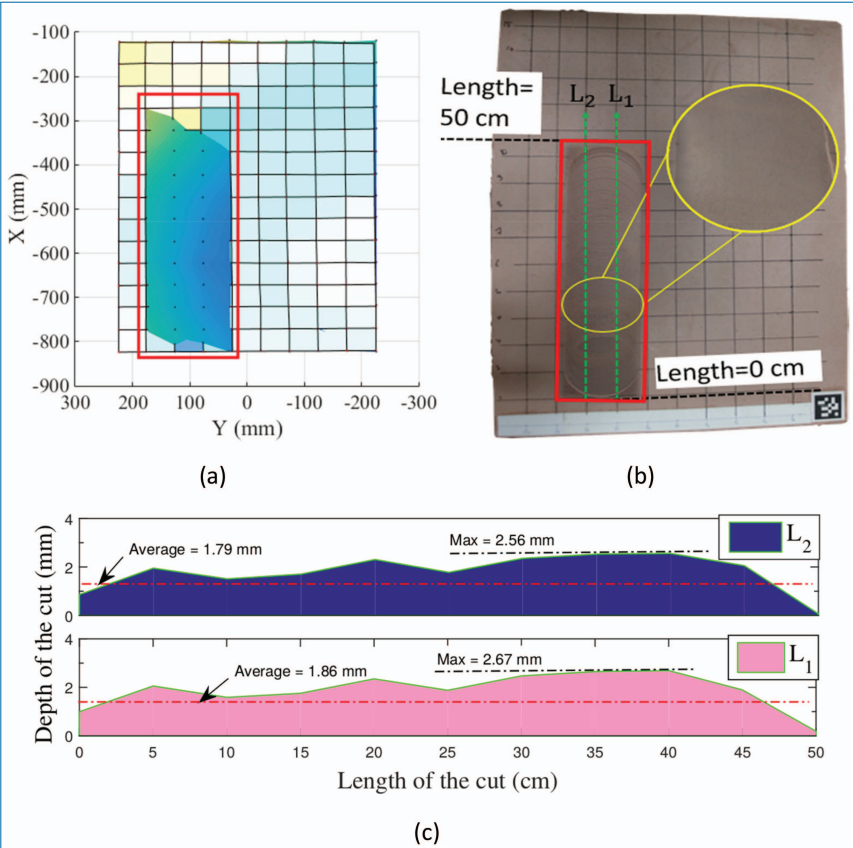 -100
-200
-300
-400
-500
-600
-700
-800
-900
X (mm)
300 200 100 0 -100 -200 -300
Y (mm)
(a)
Length=
50 cm
L2 L1
Length=0 cm
(b)
Depth of the cut (mm)
4
2
0
Average = 1.79 mm
Max = 2.56 mm
L2
4
2
0
Average = 1.86 mm
Max = 2.67 mm
L1
0 5 10 15 20 25 30 35 40 45 50
Length of the cut (cm)
(c)